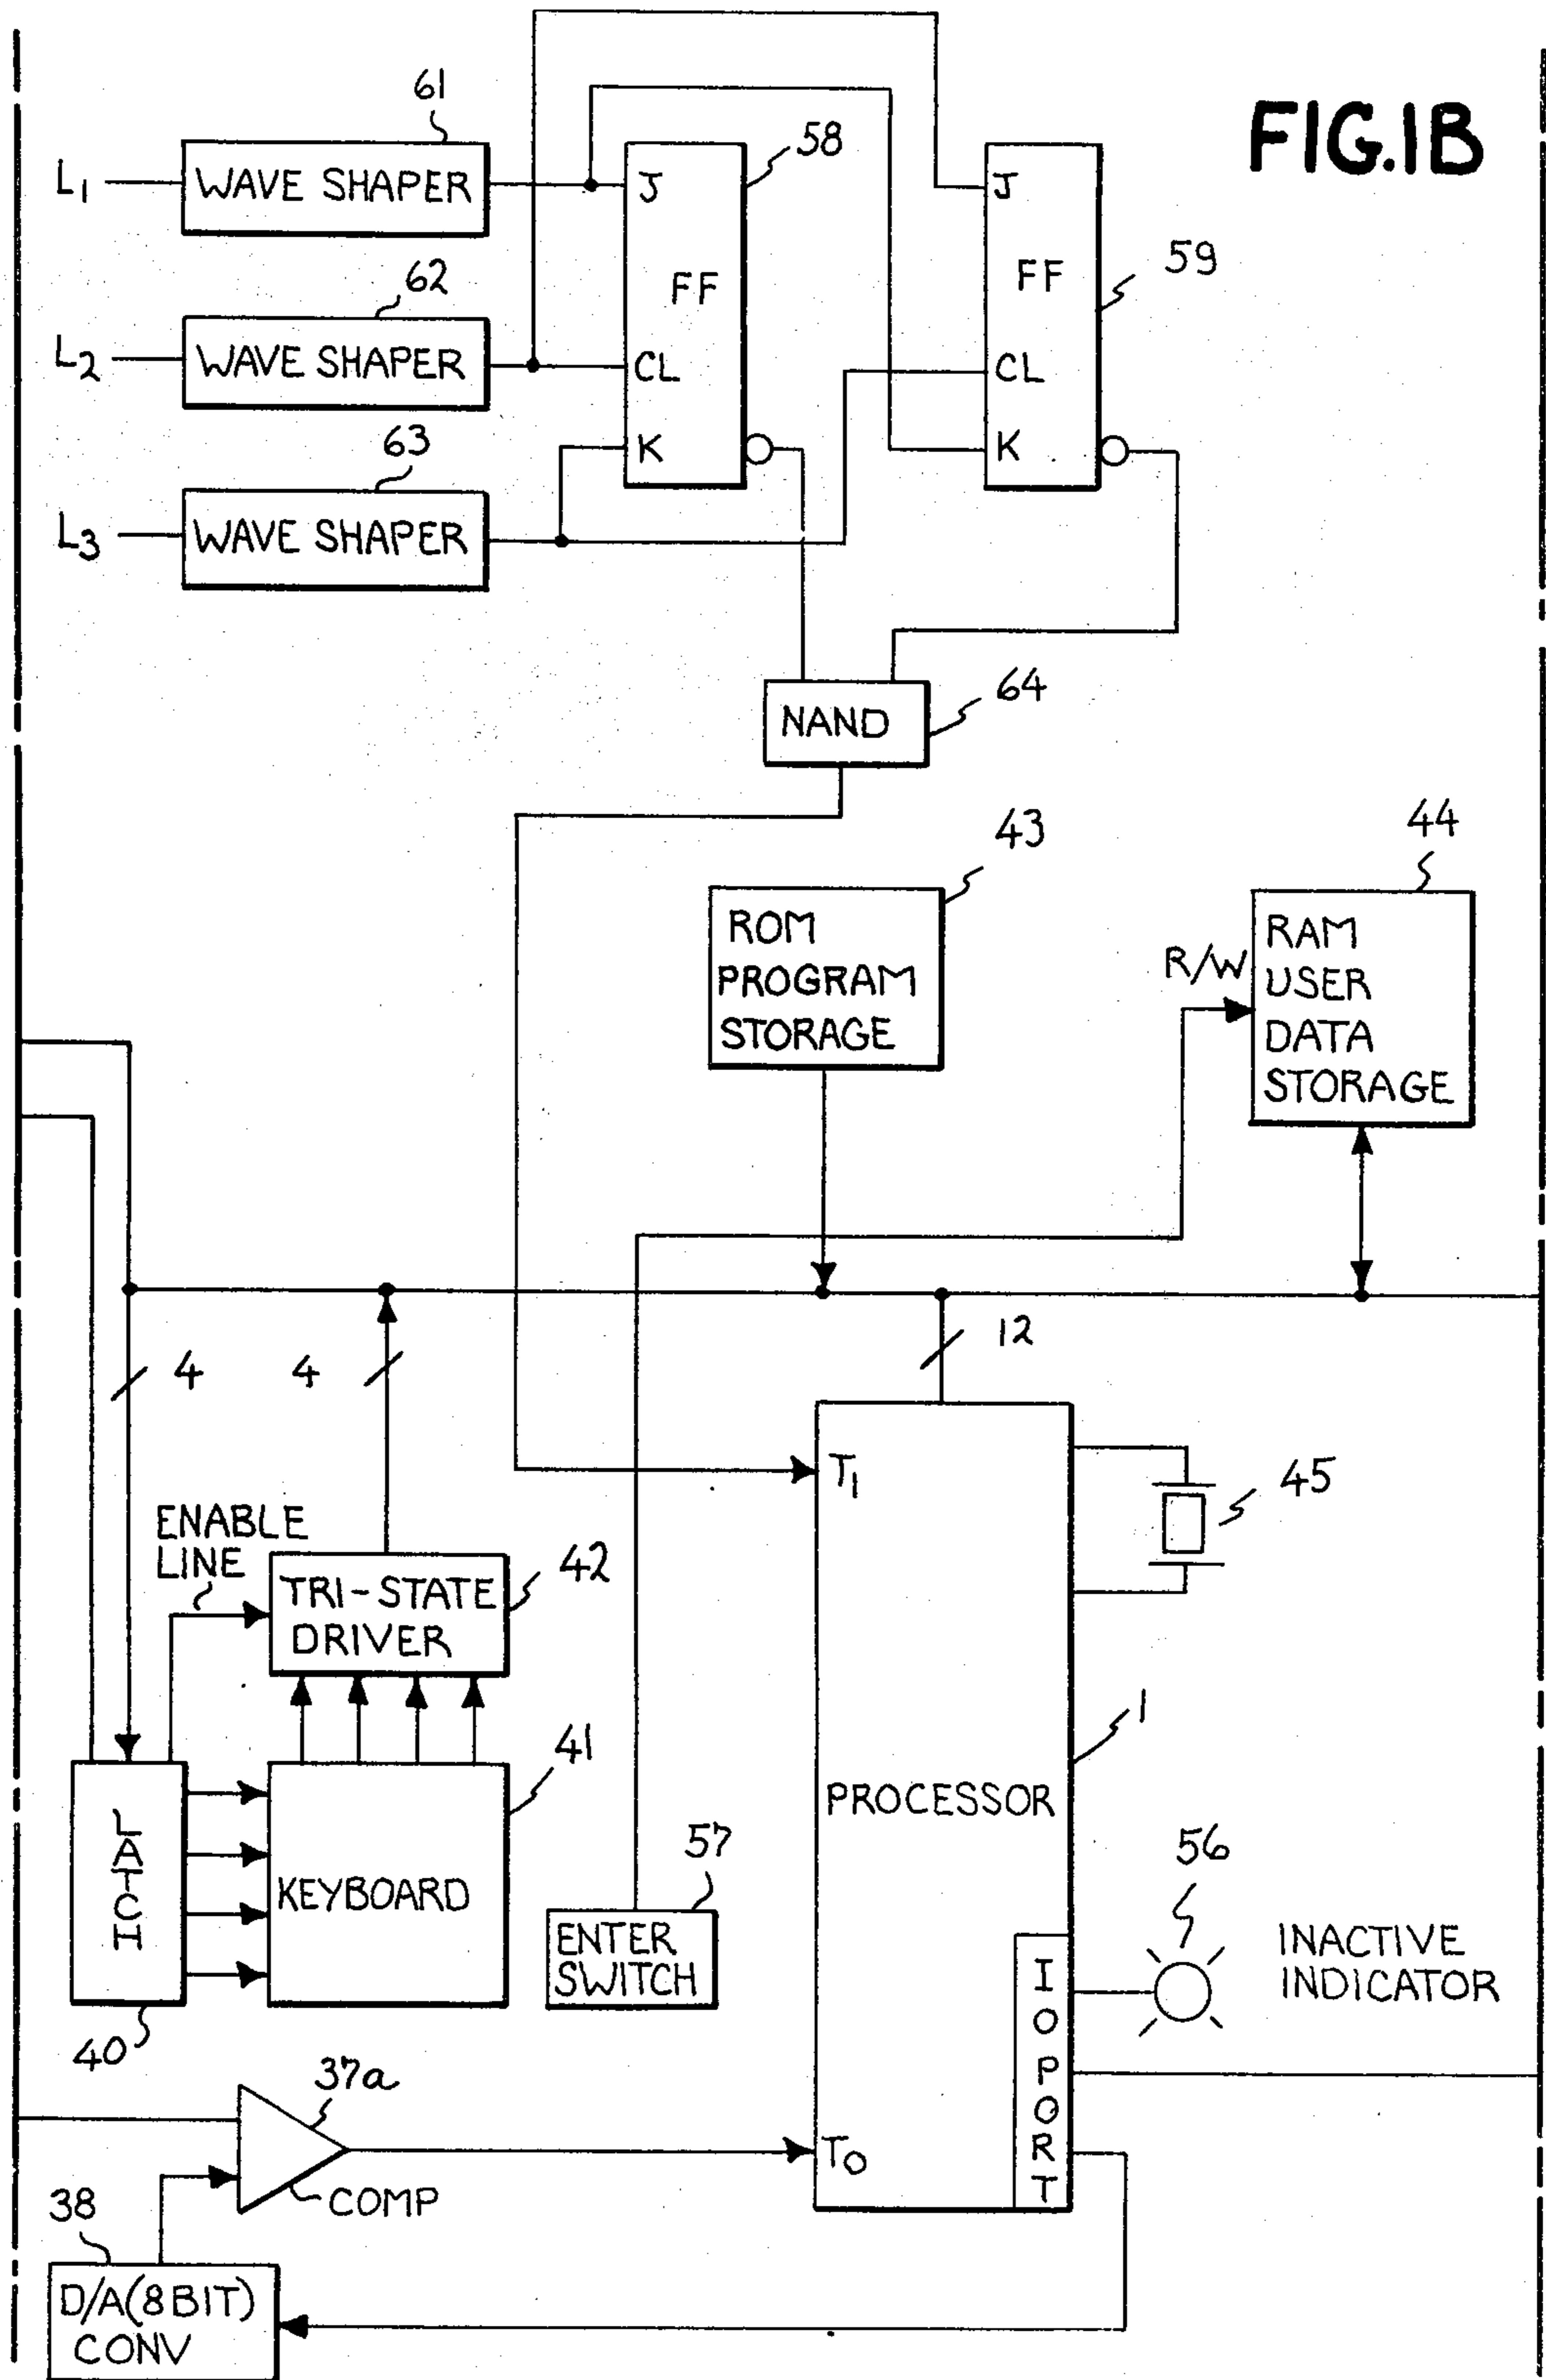 FIG.1B
61
L1
WAVE SHAPER
58
J
FF
J
FF
59
62
L2
WAVE SHAPER
CL
CL
63
K
K
L3
WAVE SHAPER
64
NAND
43
44
ROM
PROGRAM
STORAGE
R/W
RAM
USER
DATA
STORAGE
12
4
4
T1
45
ENABLE
LINE
TRI-STATE
DRIVER
42
1
41
PROCESSOR
LATCH
KEYBOARD
57
ENTER
SWITCH
56
INACTIVE
INDICATOR
IO PORT
40
37a
TO
COMP
38
D/A(8BIT)
CONV